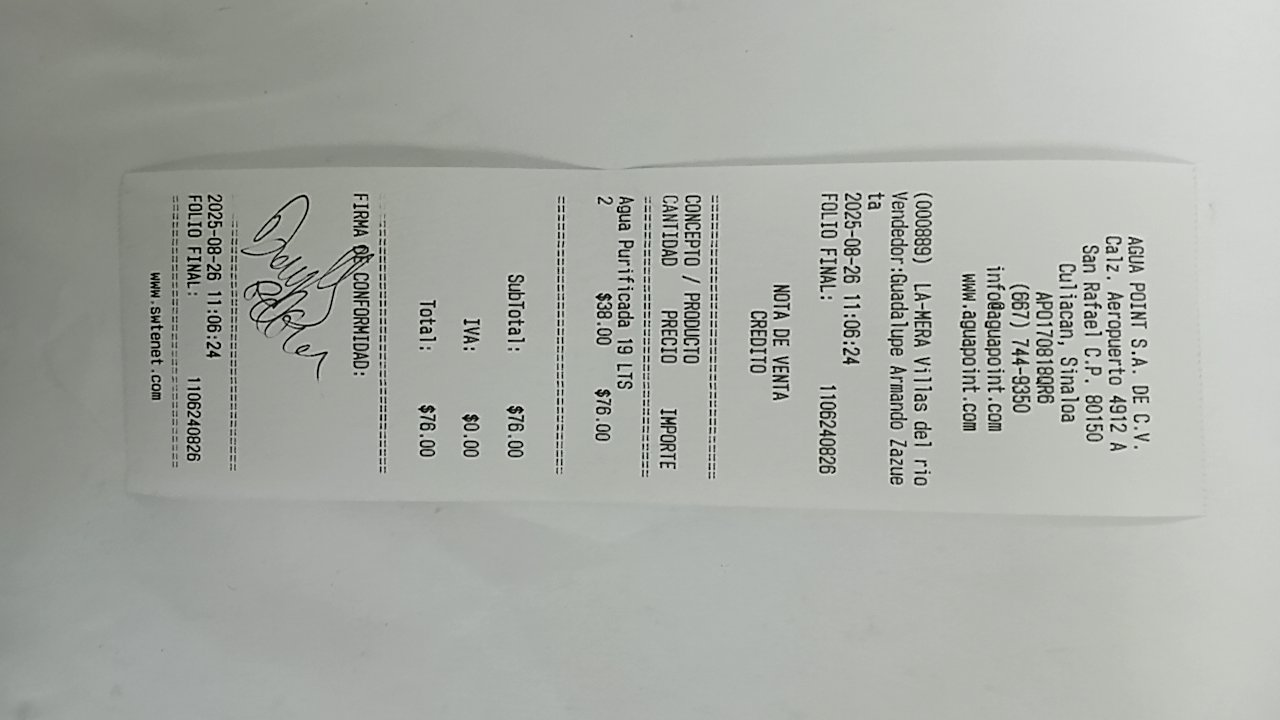 AGUA POINT S.A. DE C.V.
Calz. Aeropuerto 4912 A
San Rafael C.P. 80150
Culiacan, Sinaloa
APO170818QR6
(667) 744-9350
info@aguapoint.com
www.aguapoint.com
(000889) LA-MERA Villas del rio
Vendedor:Guadalupe Armando Zazue
ta
2025-08-26 11:06:24
FOLIO FINAL: 1106240826
NOTA DE VENTA
CREDITO
================================
CONCEPTO / PRODUCTO
CANTIDAD PRECIO IMPORTE
================================
Agua Purificada 19 LTS
2 $38.00 $76.00
================================
SubTotal: $76.00
IVA: $0.00
Total: $76.00
================================
FIRMA DE CONFORMIDAD:
================================
2025-08-26 11:06:24
FOLIO FINAL: 1106240826
================================
www.swtenet.com